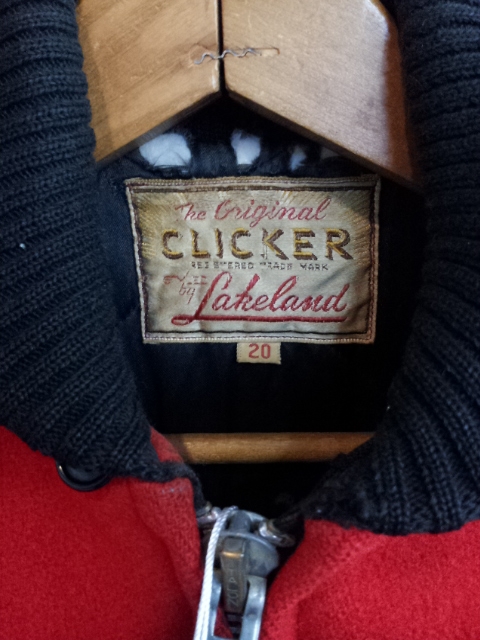 The Original
CLICKER
REGISTERED TRADE MARK
by Lakeland
20